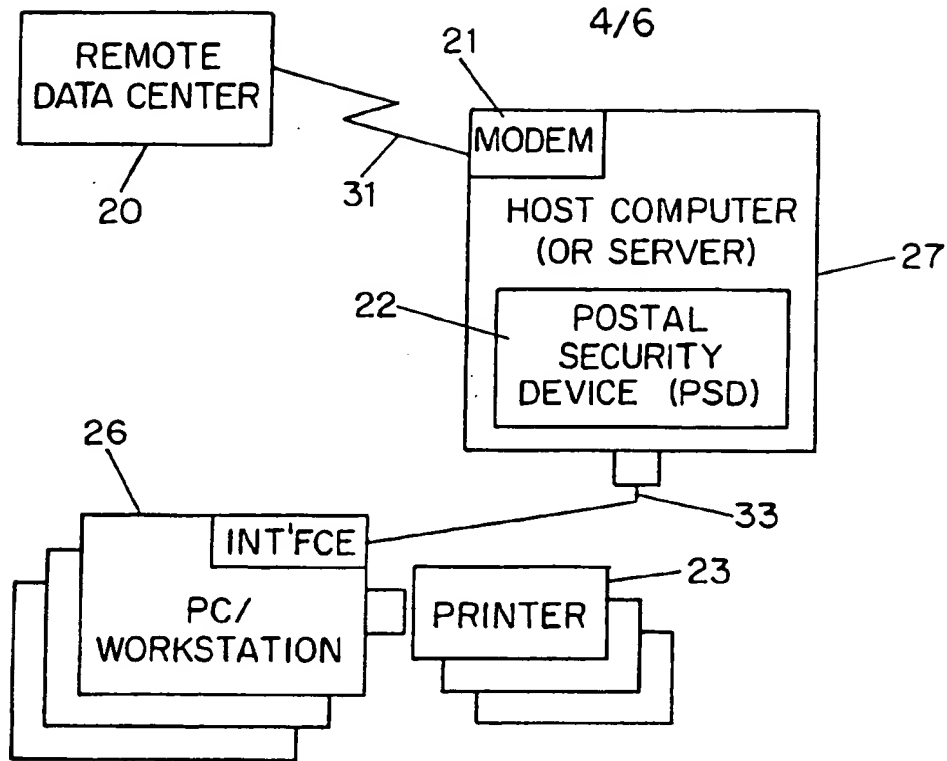 4/6
REMOTE
DATA CENTER
20
21
MODEM
31
HOST COMPUTER
(OR SERVER)
27
22
POSTAL
SECURITY
DEVICE (PSD)
33
26
INT'FCE
PC/
WORKSTATION
23
PRINTER